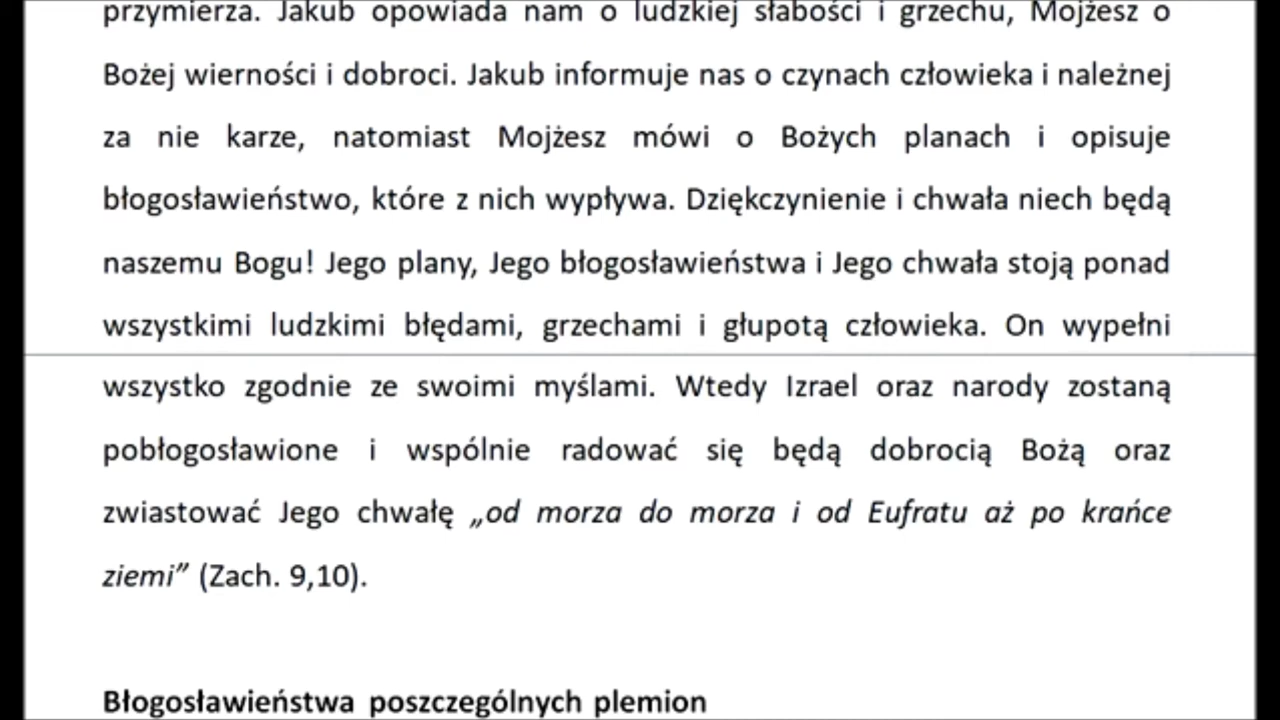 przymierza. Jakub opowiada nam o ludzkiej słabości i grzechu, Mojżesz o
Bożej wierności i dobroci. Jakub informuje nas o czynach człowieka i należnej
za nie karze, natomiast Mojżesz mówi o Bożych planach i opisuje
błogosławieństwo, które z nich wypływa. Dziękczynienie i chwała niech będą
naszemu Bogu! Jego plany, Jego błogosławieństwa i Jego chwała stoją ponad
wszystkimi ludzkimi błędami, grzechami i głupotą człowieka. On wypełni
wszystko zgodnie ze swoimi myślami. Wtedy Izrael oraz narody zostaną
pobłogosławione i wspólnie radować się będą dobrocią Bożą oraz
zwiastować Jego chwałę „od morza do morza i od Eufratu aż po krańce
ziemi” (Zach. 9,10).
Błogosławieństwa poszczególnych plemion